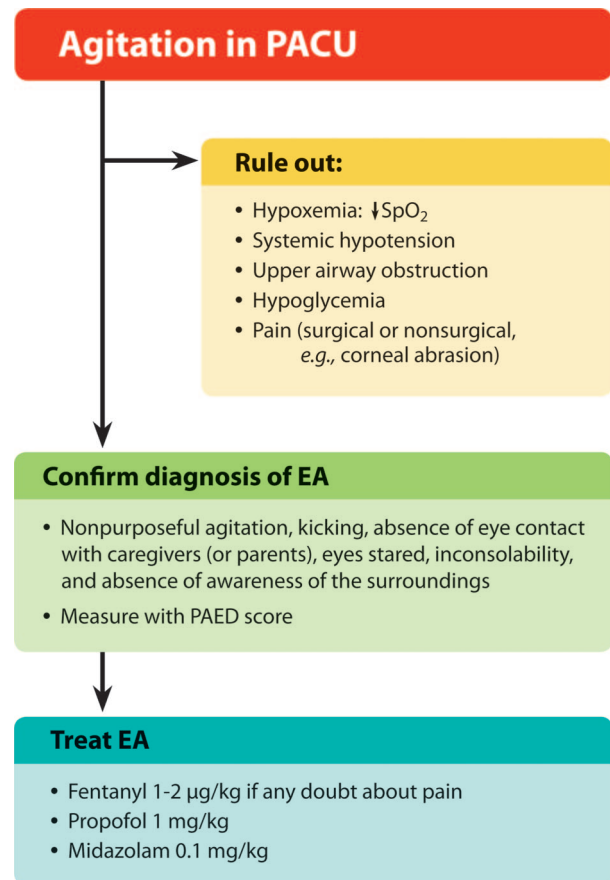 Agitation in PACU
Rule out:
• Hypoxemia: ↓SpO₂
• Systemic hypotension
• Upper airway obstruction
• Hypoglycemia
• Pain (surgical or nonsurgical,
e.g., corneal abrasion)
Confirm diagnosis of EA
• Nonpurposeful agitation, kicking, absence of eye contact
with caregivers (or parents), eyes stared, inconsolability,
and absence of awareness of the surroundings
• Measure with PAED score
Treat EA
• Fentanyl 1-2 µg/kg if any doubt about pain
• Propofol 1 mg/kg
• Midazolam 0.1 mg/kg